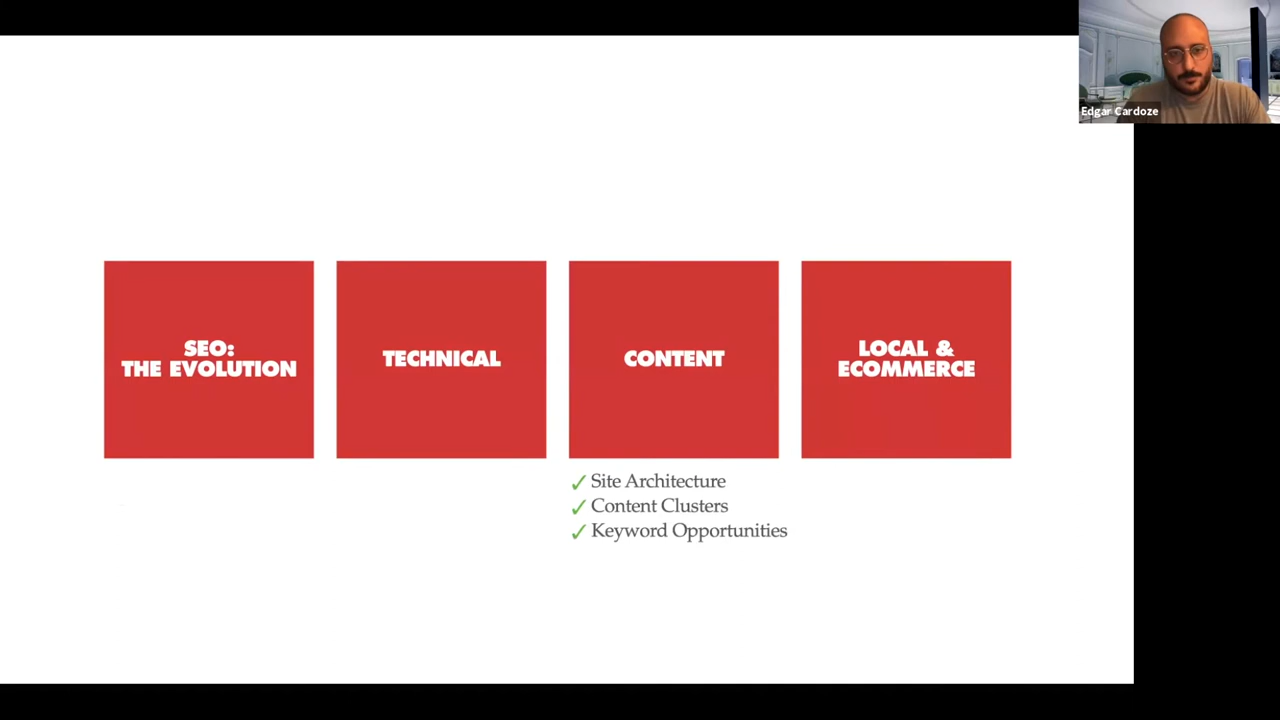 Edgar Cardoze
SEO:
THE EVOLUTION
TECHNICAL
CONTENT
LOCAL &
ECOMMERCE
✓ Site Architecture
✓ Content Clusters
✓ Keyword Opportunities